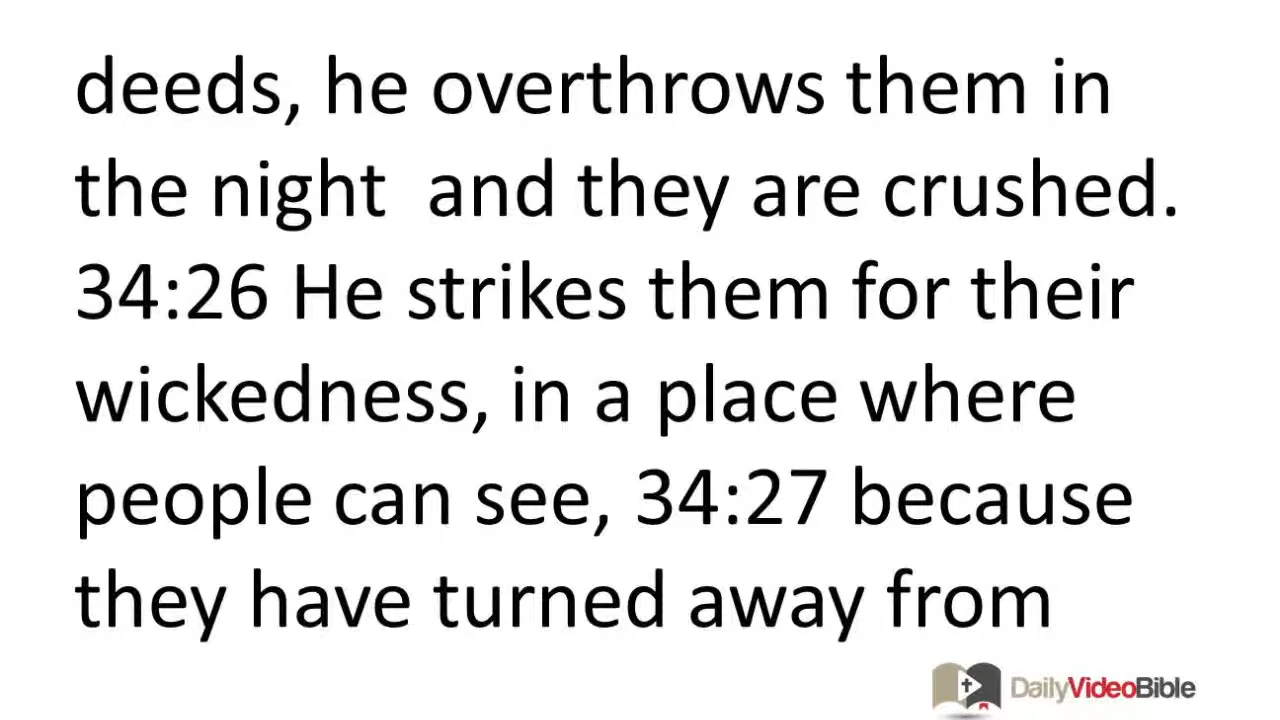 deeds, he overthrows them in
the night  and they are crushed.
34:26 He strikes them for their
wickedness, in a place where
people can see, 34:27 because
they have turned away from
DailyVideoBible